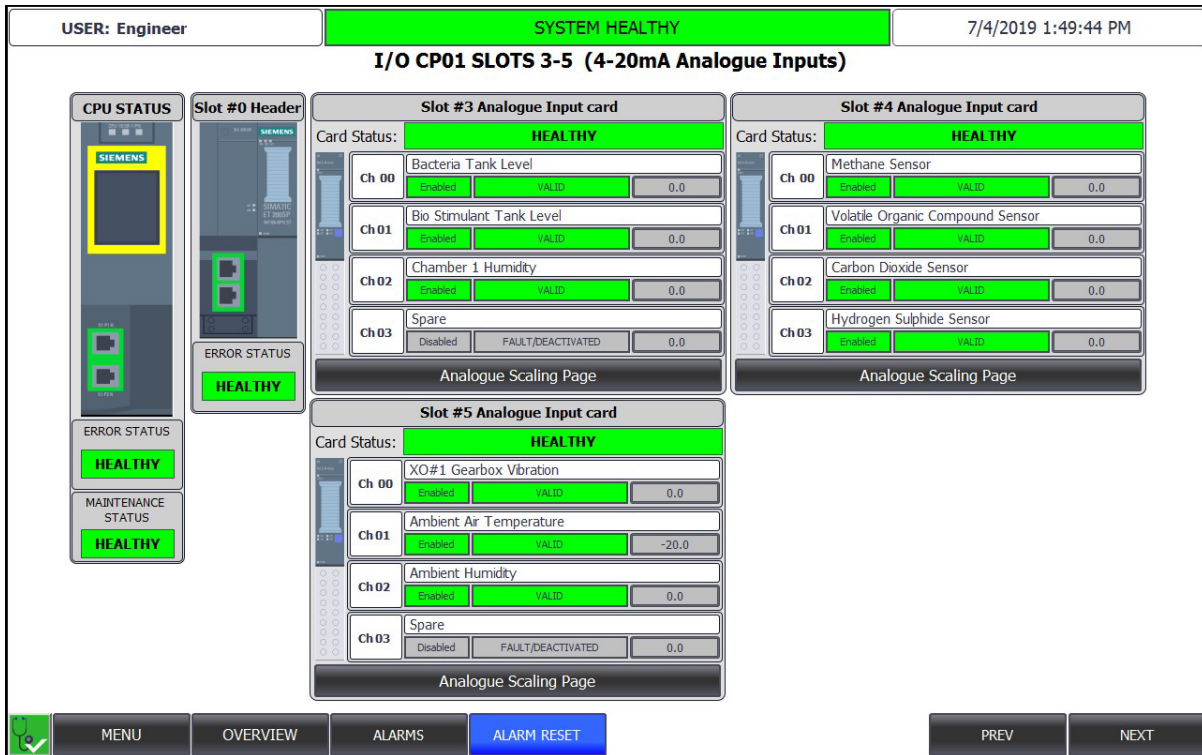 USER: Engineer
SYSTEM HEALTHY
7/4/2019 1:49:44 PM
I/O CP01 SLOTS 3-5 (4-20mA Analogue Inputs)
CPU STATUS
SIEMENS
ERROR STATUS
HEALTHY
MAINTENANCE
STATUS
HEALTHY
Slot #0 Header
SIEMENS
SIMATIC
ET 200SP
ERROR STATUS
HEALTHY
Slot #3 Analogue Input card
Card Status: HEALTHY
Ch 00 Bacteria Tank Level
Enabled VALID 0.0
Ch 01 Bio Stimulant Tank Level
Enabled VALID 0.0
Ch 02 Chamber 1 Humidity
Enabled VALID 0.0
Ch 03 Spare
Disabled FAULT/DEACTIVATED 0.0
Analogue Scaling Page
Slot #4 Analogue Input card
Card Status: HEALTHY
Ch 00 Methane Sensor
Enabled VALID 0.0
Ch 01 Volatile Organic Compound Sensor
Enabled VALID 0.0
Ch 02 Carbon Dioxide Sensor
Enabled VALID 0.0
Ch 03 Hydrogen Sulphide Sensor
Enabled VALID 0.0
Analogue Scaling Page
Slot #5 Analogue Input card
Card Status: HEALTHY
Ch 00 XO#1 Gearbox Vibration
Enabled VALID 0.0
Ch 01 Ambient Air Temperature
Enabled VALID -20.0
Ch 02 Ambient Humidity
Enabled VALID 0.0
Ch 03 Spare
Disabled FAULT/DEACTIVATED 0.0
Analogue Scaling Page
MENU
OVERVIEW
ALARMS
ALARM RESET
PREV
NEXT